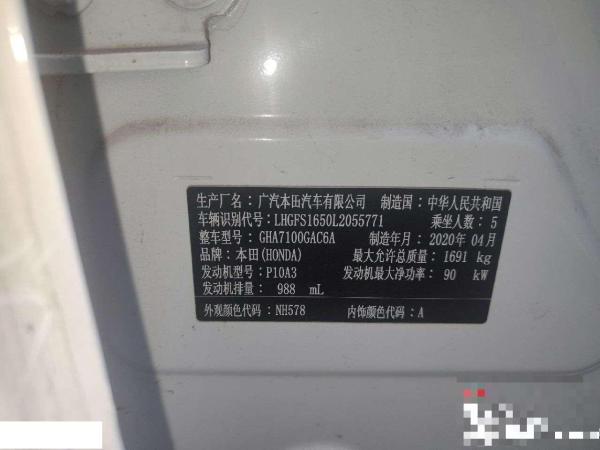 生产厂名：广汽本田汽车有限公司 制造国：中华人民共和国
车辆识别代号：LHGFS1650L2055771 乘坐人数：5
整车型号：GHA7100GAC6A 制造年月：2020年04月
品牌：本田(HONDA) 最大允许总质量：1691 kg
发动机型号：P10A3 发动机最大净功率：90 kW
发动机排量：988 mL
外观颜色代码：NH578 内饰颜色代码：A